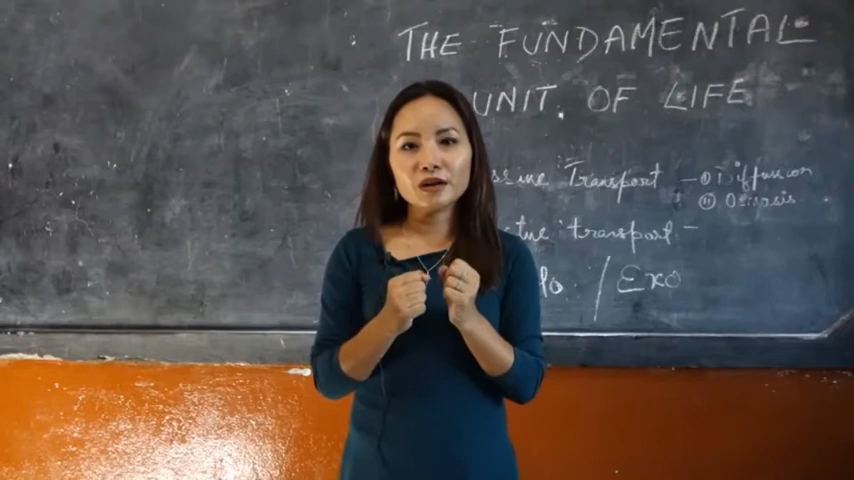 THE FUNDAMENTAL
UNIT OF LIFE
Transport - (i) Diffusion
(ii) Osmosis
transport -
/ Exo